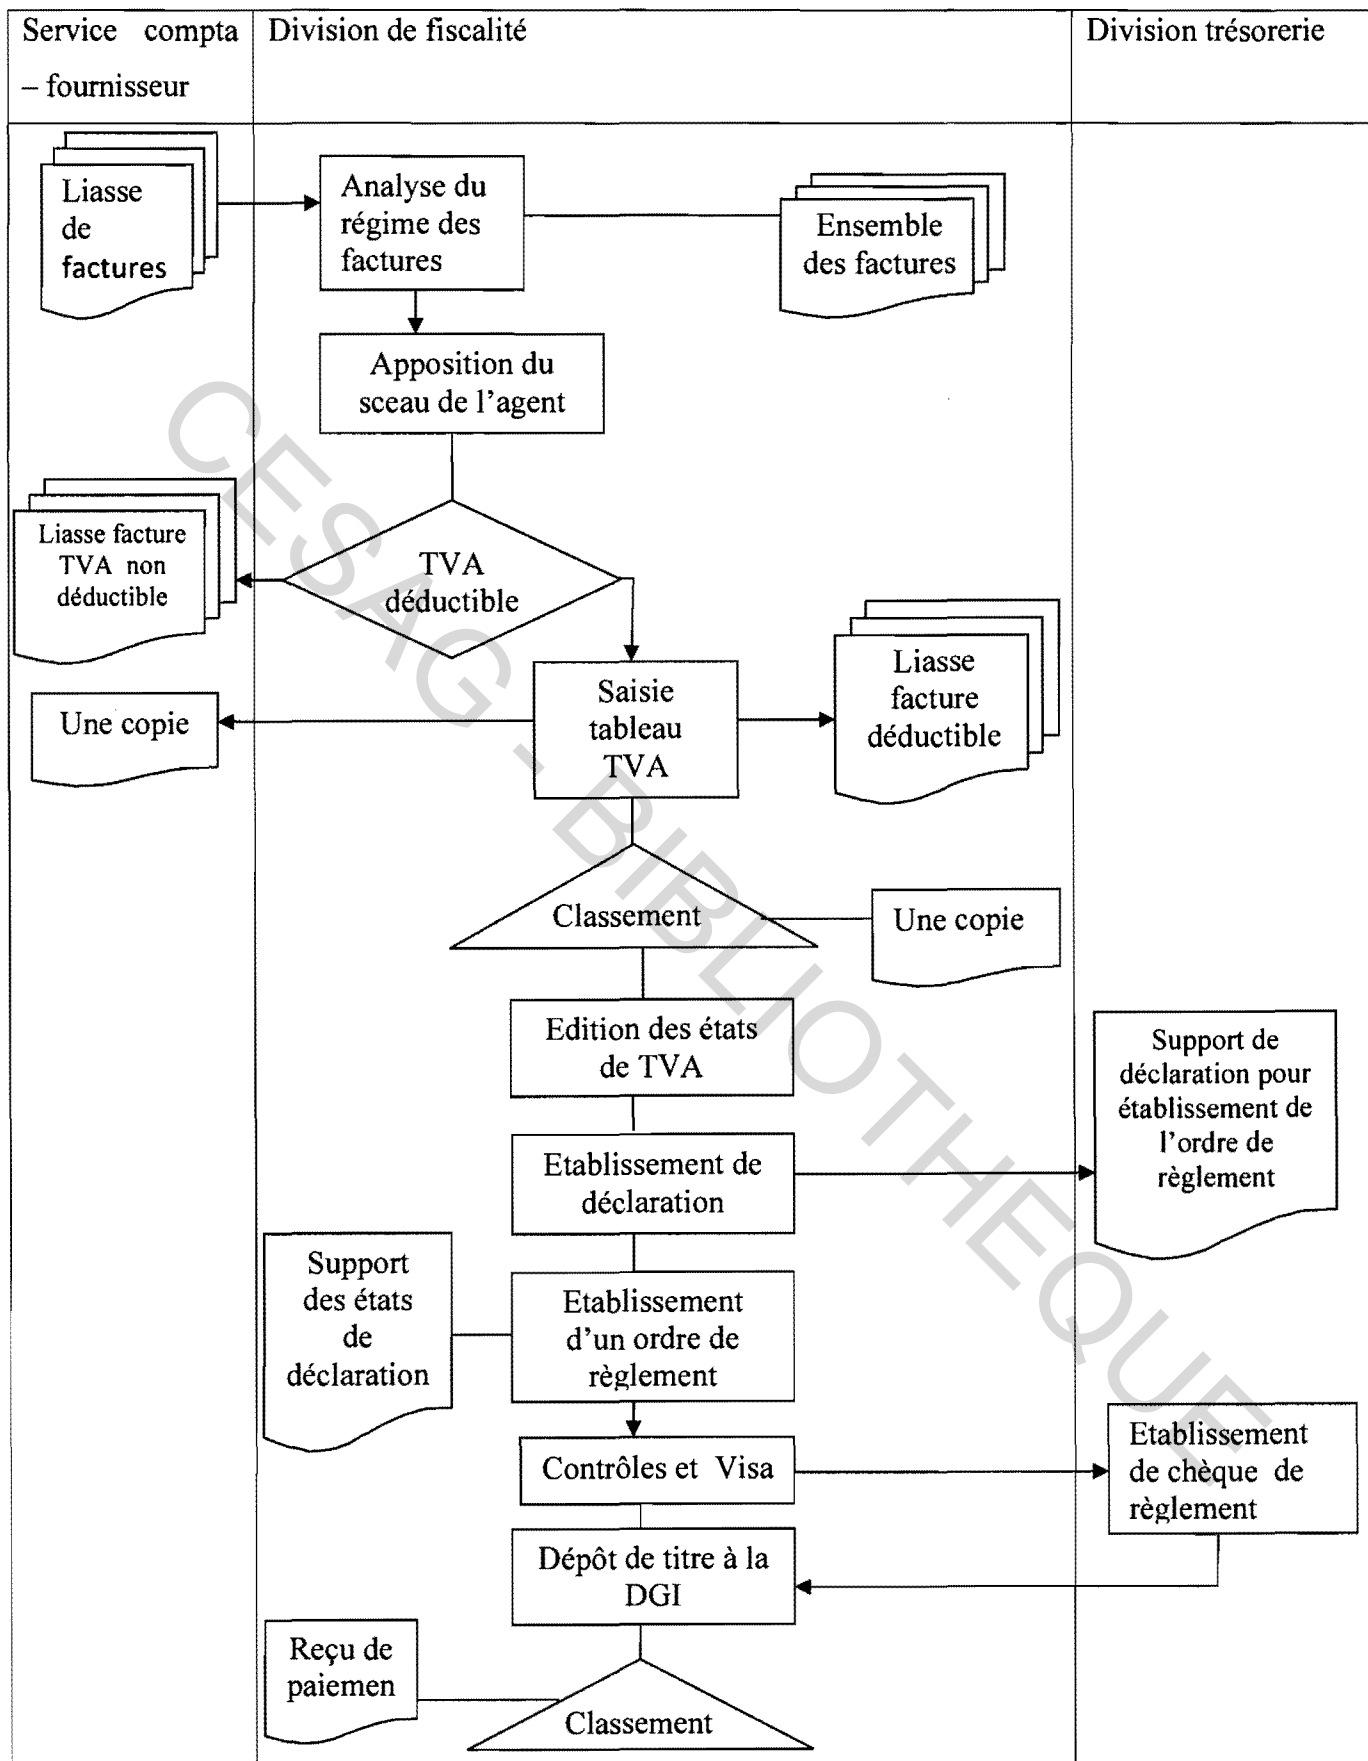 Service compta
– fournisseur
Division de fiscalité
Division trésorerie
Liasse
de
factures
Analyse du
régime des
factures
Ensemble
des factures
Apposition du
sceau de l’agent
Liasse facture
TVA non
déductible
TVA
déductible
Une copie
Saisie
tableau
TVA
Liasse
facture
déductible
Classement
Une copie
Edition des états
de TVA
Support de
déclaration pour
établissement de
l’ordre de
règlement
Etablissement de
déclaration
Support
des états
de
déclaration
Etablissement
d’un ordre de
règlement
Contrôles et Visa
Etablissement
de chèque de
règlement
Dépôt de titre à la
DGI
Reçu de
paiemen
Classement
CESAG - BIBLIOTHEQUE